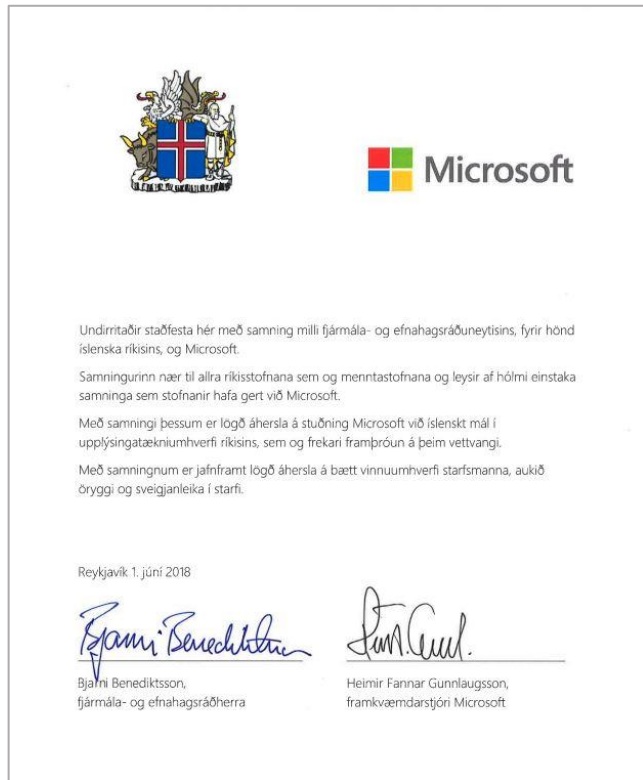 Microsoft
Undirritaðir staðfesta hér með samning milli fjármála- og efnahagsráðuneytisins, fyrir hönd
íslenska ríkisins, og Microsoft.
Samningurinn nær til allra ríkisstofnana sem og menntastofnana og leysir af hólmi einstaka
samninga sem stofnanir hafa gert við Microsoft.
Með samningi þessum er lögð áhersla á stuðning Microsoft við íslenskt mál í
upplýsingatækniumhverfi ríkisins, sem og frekari framþróun á þeim vettvangi.
Með samningnum er jafnframt lögð áhersla á bætt vinnuumhverfi starfsmanna, aukið
öryggi og sveigjanleika í starfi.
Reykjavík 1. júní 2018
Bjarni Benediktsson,
fjármála- og efnahagsráðherra
Heimir Fannar Gunnlaugsson,
framkvæmdarstjóri Microsoft